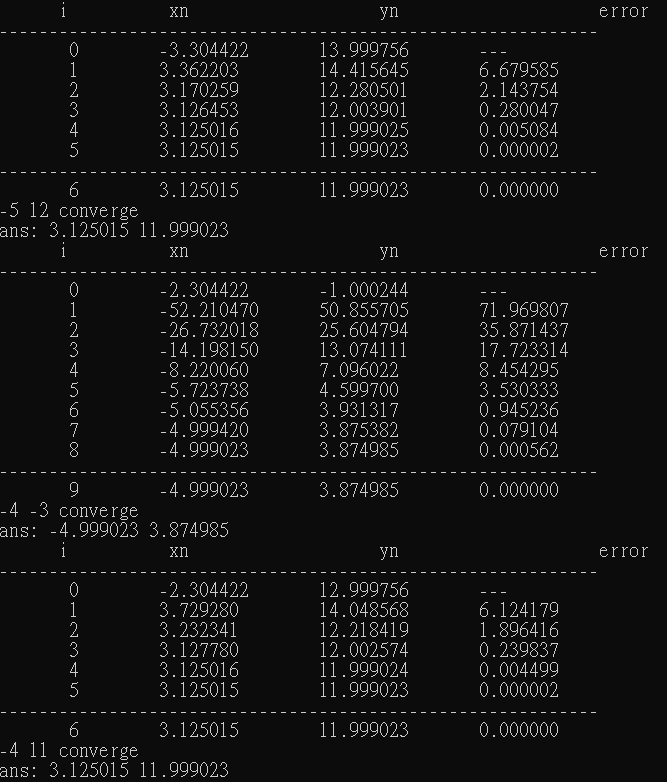 i xn yn error
------------------------------------------------------------
0 -3.304422 13.999756 ---
1 3.362203 14.415645 6.679585
2 3.170259 12.280501 2.143754
3 3.126453 12.003901 0.280047
4 3.125016 11.999025 0.005084
5 3.125015 11.999023 0.000002
------------------------------------------------------------
6 3.125015 11.999023 0.000000
-5 12 converge
ans: 3.125015 11.999023
i xn yn error
------------------------------------------------------------
0 -2.304422 -1.000244 ---
1 -52.210470 50.855705 71.969807
2 -26.732018 25.604794 35.871437
3 -14.198150 13.074111 17.723314
4 -8.220060 7.096022 8.454295
5 -5.723738 4.599700 3.530333
6 -5.055356 3.931317 0.945236
7 -4.999420 3.875382 0.079104
8 -4.999023 3.874985 0.000562
------------------------------------------------------------
9 -4.999023 3.874985 0.000000
-4 -3 converge
ans: -4.999023 3.874985
i xn yn error
------------------------------------------------------------
0 -2.304422 12.999756 ---
1 3.729280 14.048568 6.124179
2 3.232341 12.218419 1.896416
3 3.127780 12.002574 0.239837
4 3.125016 11.999024 0.004499
5 3.125015 11.999023 0.000002
------------------------------------------------------------
6 3.125015 11.999023 0.000000
-4 11 converge
ans: 3.125015 11.999023